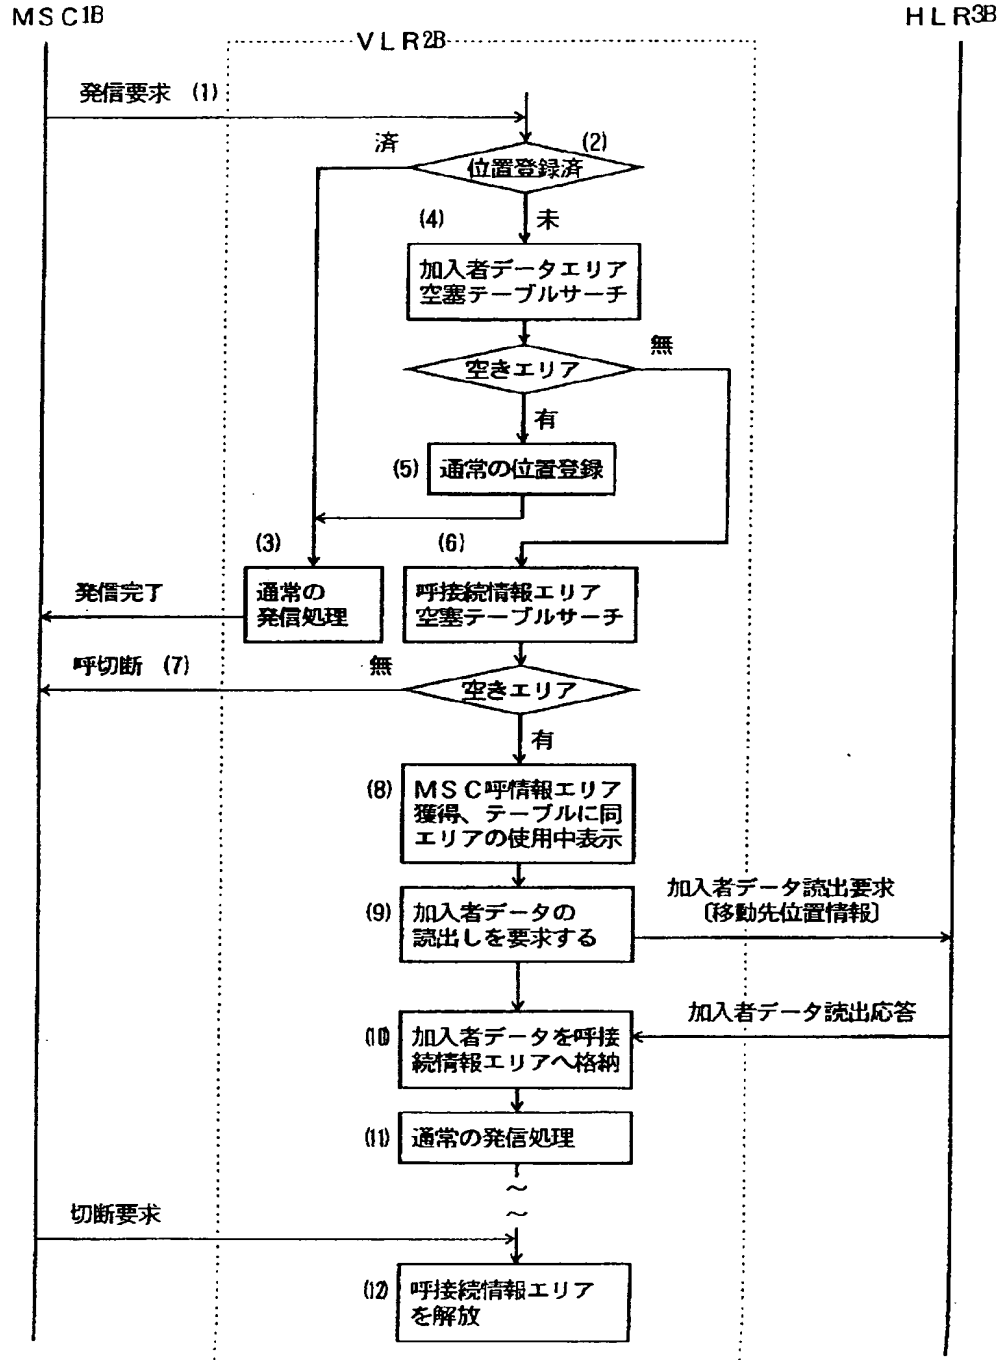 MSC1B
HLR3B
VLR2B
発信要求 (1)
済
(2)
位置登録済
(4)
未
加入者データエリア
空塞テーブルサーチ
無
空きエリア
有
(5)
通常の位置登録
(3)
(6)
発信完了
通常の
発信処理
呼接続情報エリア
空塞テーブルサーチ
呼切断 (7)
無
空きエリア
有
(8)
MSC呼情報エリア
獲得、テーブルに同
エリアの使用中表示
(9)
加入者データの
読出しを要求する
加入者データ読出要求
〔移動先位置情報〕
加入者データ読出応答
(10)
加入者データを呼接
続情報エリアへ格納
(11)
通常の発信処理
~
~
切断要求
(12)
呼接続情報エリア
を解放